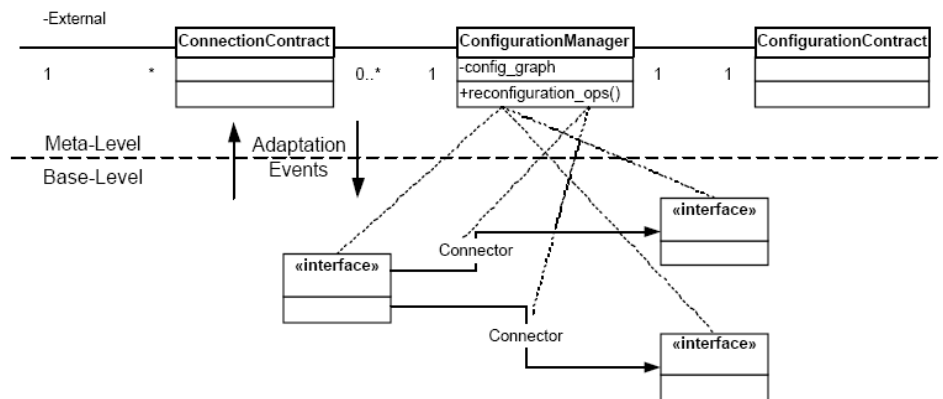 -External
ConnectionContract
ConfigurationManager
ConfigurationContract
-config_graph
1
*
0..*
1
1
1
+reconfiguration_ops()
Meta-Level
Adaptation
Base-Level
Events
«interface»
Connector
«interface»
Connector
«interface»